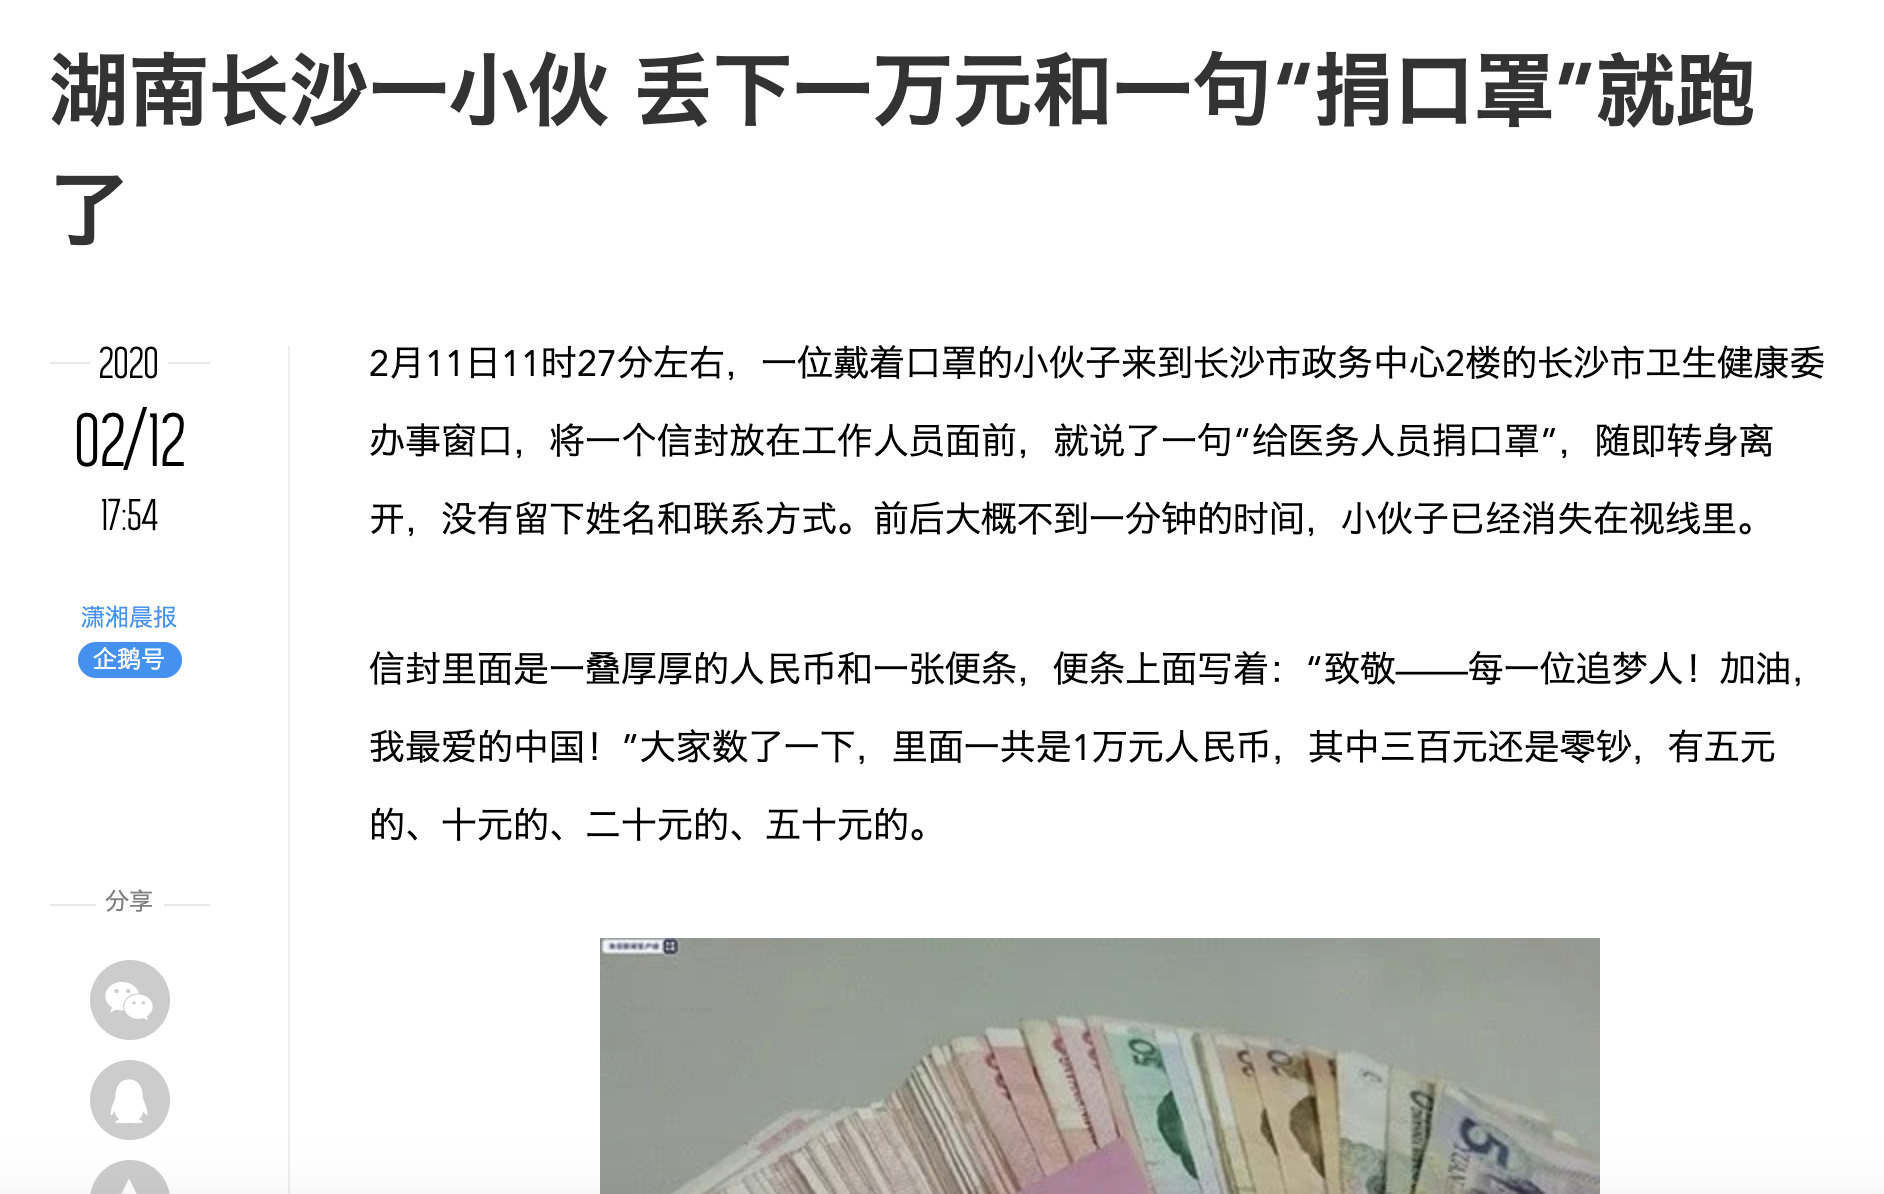 湖南长沙一小伙 丢下一万元和一句“捐口罩”就跑
了
2020
02/12
17:54
潇湘晨报
企鹅号
分享
2月11日11时27分左右，一位戴着口罩的小伙子来到长沙市政务中心2楼的长沙市卫生健康委
办事窗口，将一个信封放在工作人员面前，就说了一句“给医务人员捐口罩”，随即转身离
开，没有留下姓名和联系方式。前后大概不到一分钟的时间，小伙子已经消失在视线里。
信封里面是一叠厚厚的人民币和一张便条，便条上面写着：“致敬——每一位追梦人！加油，
我最爱的中国！”大家数了一下，里面一共是1万元人民币，其中三百元还是零钞，有五元
的、十元的、二十元的、五十元的。
50
20
5